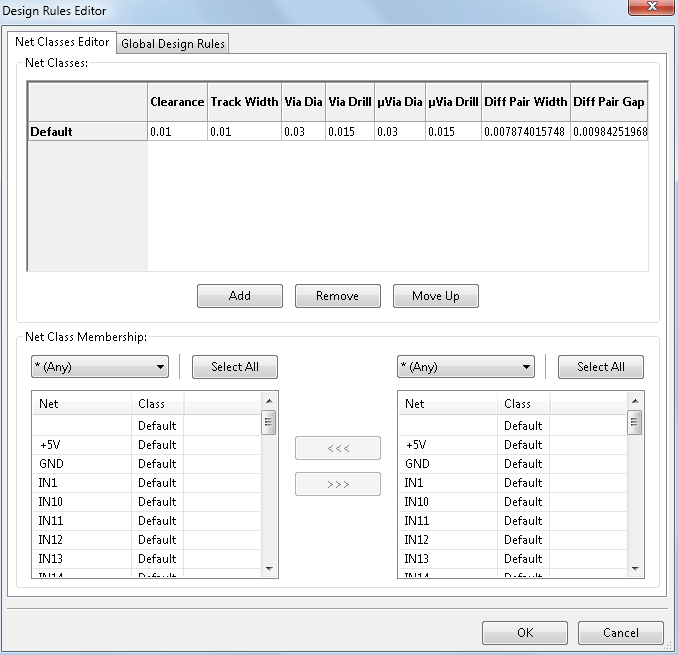 Design Rules Editor
Net Classes Editor Global Design Rules
Net Classes:
Clearance Track Width Via Dia Via Drill µVia Dia µVia Drill Diff Pair Width Diff Pair Gap
Default 0.01 0.01 0.03 0.015 0.03 0.015 0.007874015748 0.00984251968
Add Remove Move Up
Net Class Membership:
* (Any) Select All * (Any) Select All
Net Class Net Class
Default Default
+5V Default +5V Default
GND Default GND Default
<<<
IN1 Default IN1 Default
>>>
IN10 Default IN10 Default
IN11 Default IN11 Default
IN12 Default IN12 Default
IN13 Default IN13 Default
IN14 Default IN14 Default
OK Cancel